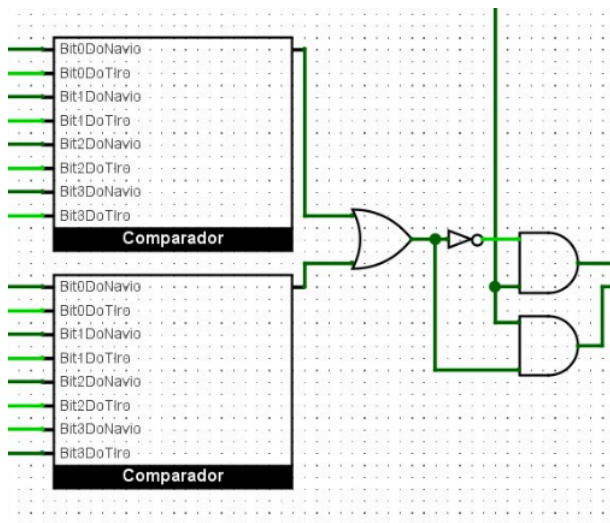 Bit0DoNavio
Bit0DoTiro
Bit1DoNavio
Bit1DoTiro
Bit2DoNavio
Bit2DoTiro
Bit3DoNavio
Bit3DoTiro
Comparador
Bit0DoNavio
Bit0DoTiro
Bit1DoNavio
Bit1DoTiro
Bit2DoNavio
Bit2DoTiro
Bit3DoNavio
Bit3DoTiro
Comparador